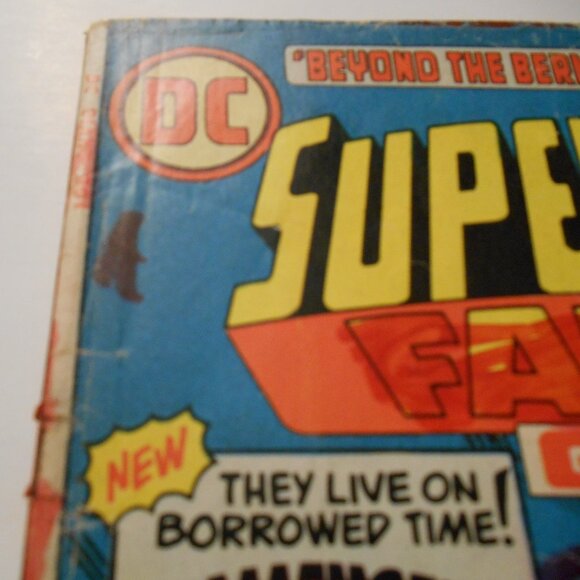 DC
"BEYOND THE BER
SUPE
FA
NEW
THEY LIVE ON
BORROWED TIME!